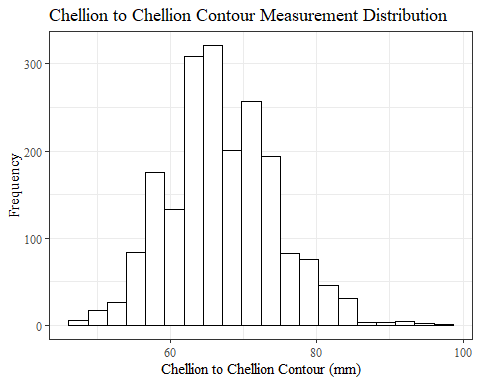 Chellion to Chellion Contour Measurement Distribution
Frequency
300
200
100
0
60 80 100
Chellion to Chellion Contour (mm)